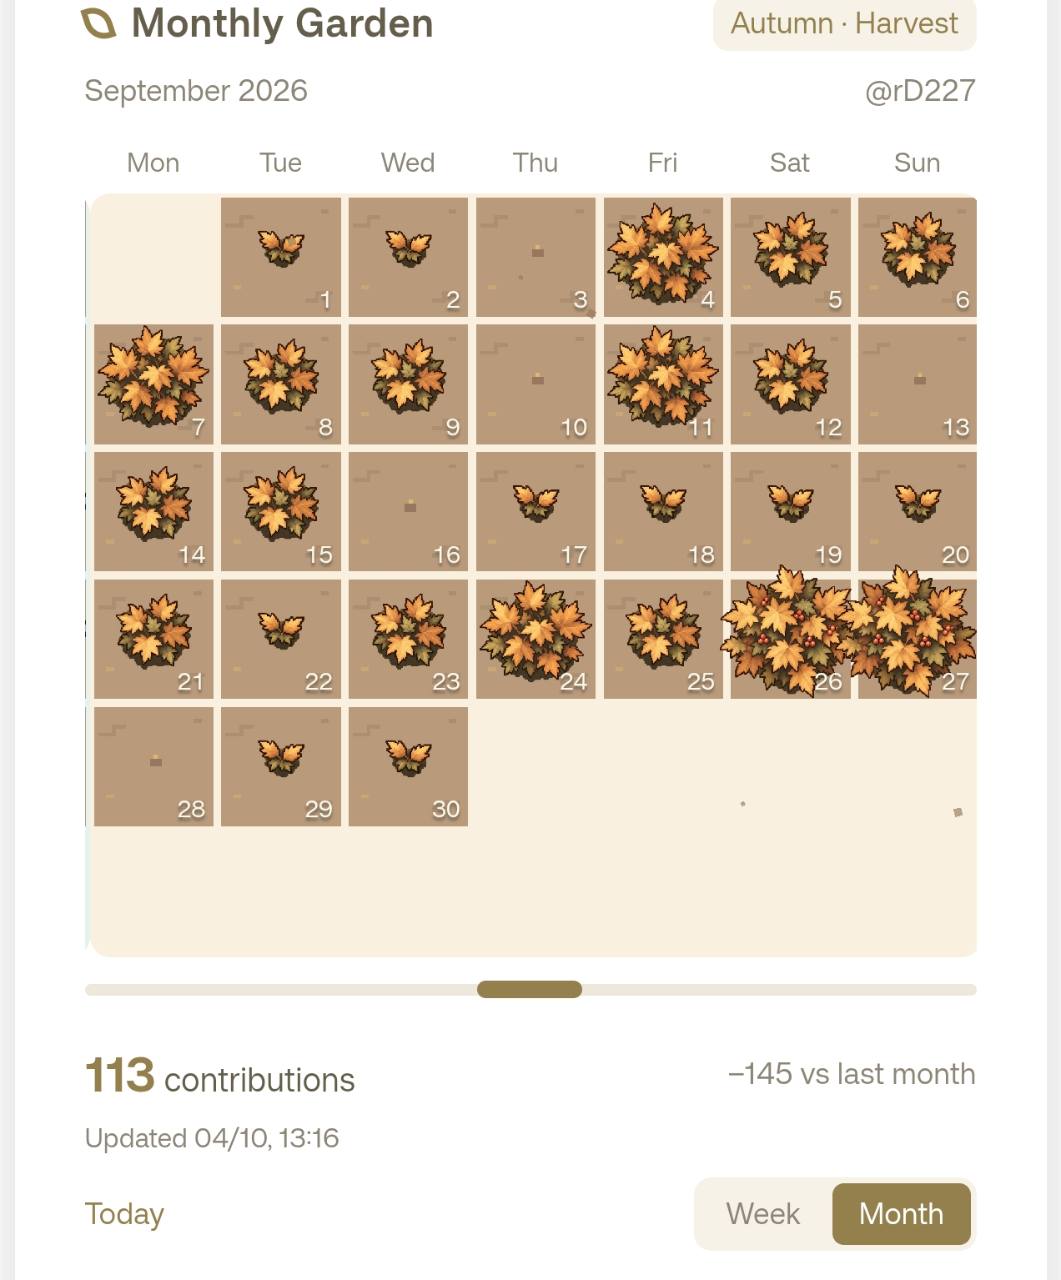 Monthly Garden Autumn · Harvest
September 2026 @rD227
Mon Tue Wed Thu Fri Sat Sun
1 2 3 4 5 6
7 8 9 10 11 12 13
14 15 16 17 18 19 20
21 22 23 24 25 26 27
28 29 30
113 contributions −145 vs last month
Updated 04/10, 13:16
Today Week Month